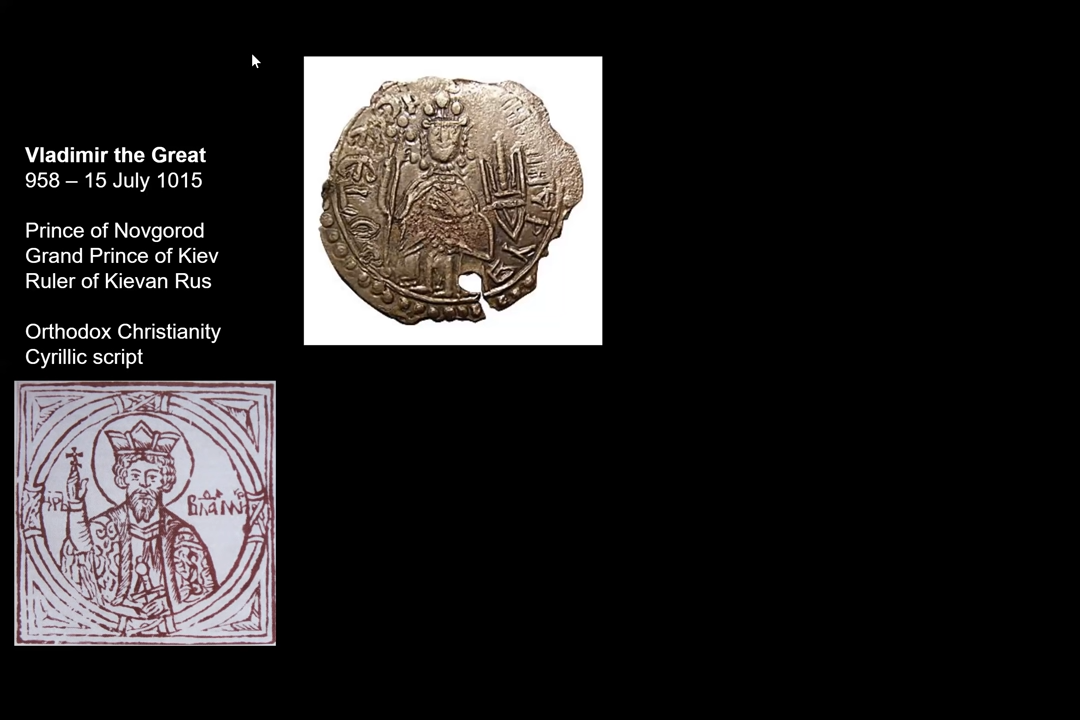 Vladimir the Great
958 – 15 July 1015
Prince of Novgorod
Grand Prince of Kiev
Ruler of Kievan Rus
Orthodox Christianity
Cyrillic script